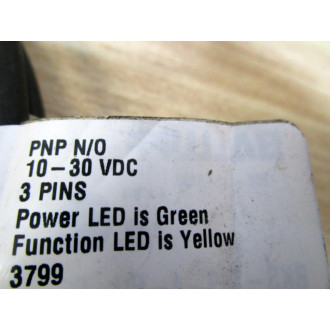 PNP N/O
10-30 VDC
3 PINS
Power LED is Green
Function LED is Yellow
3799